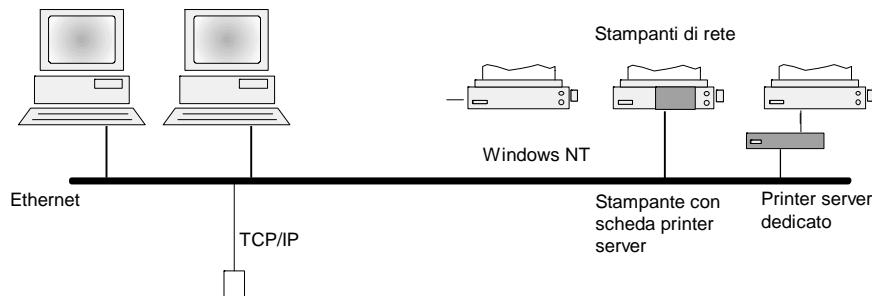 Stampanti di rete
Windows NT
Ethernet
Stampante con
scheda printer
server
Printer server
dedicato
TCP/IP